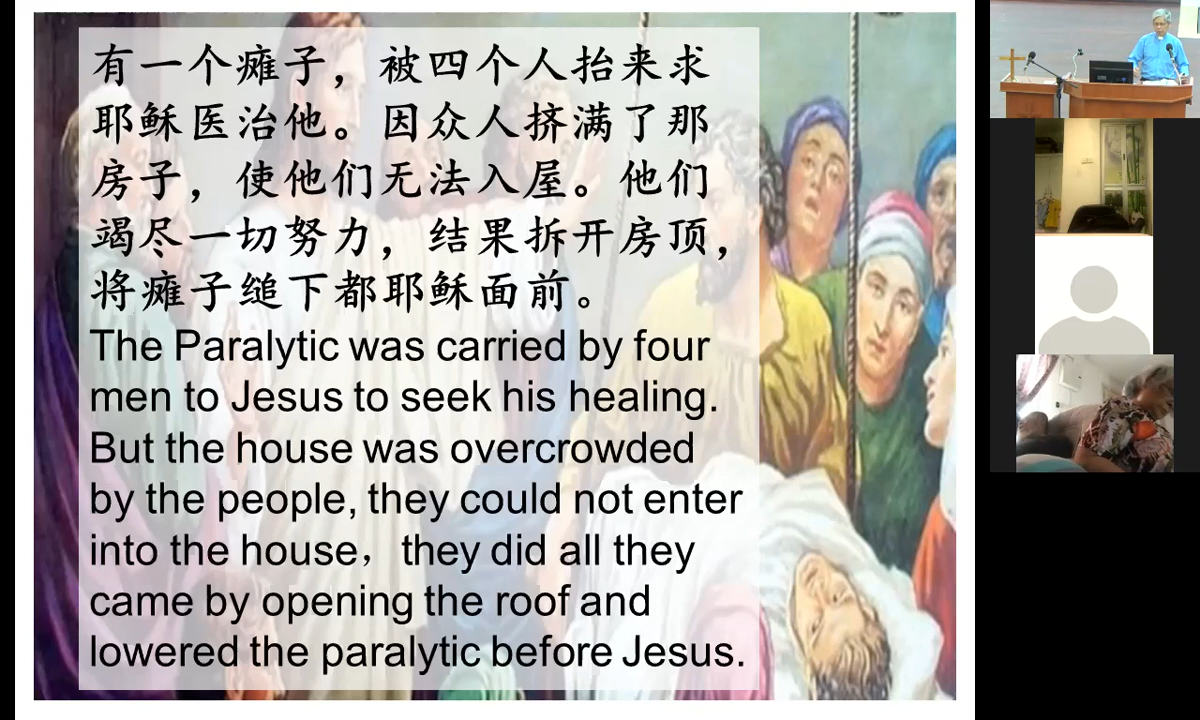 有一个瘫子，被四个人抬来求
耶稣医治他。因众人挤满了那
房子，使他们无法入屋。他们
竭尽一切努力，结果拆开房顶，
将瘫子缒下都耶稣面前。
The Paralytic was carried by four
men to Jesus to seek his healing.
But the house was overcrowded
by the people, they could not enter
into the house， they did all they
came by opening the roof and
lowered the paralytic before Jesus.